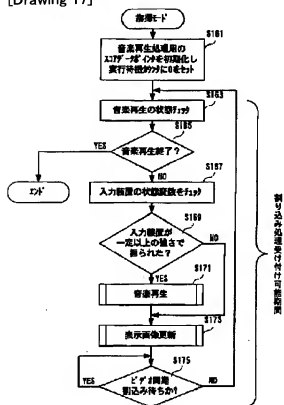 [Drawing 17]
指揮モード
S161
音楽再生処理用の
スコアデータポインタを初期化し
実行待機カウンタに0をセット
S163
音楽再生の状態チェック
S165
音楽再生終了?
YES
NO
エンド
S167
入力装置の状態変数をチェック
S169
入力装置が
一定以上の強さで
振られた?
NO
YES
S171
音楽再生
S173
表示画像更新
S175
ビデオ同期
割込み待ちか?
YES
NO
割り込み処理受け付け可能期間